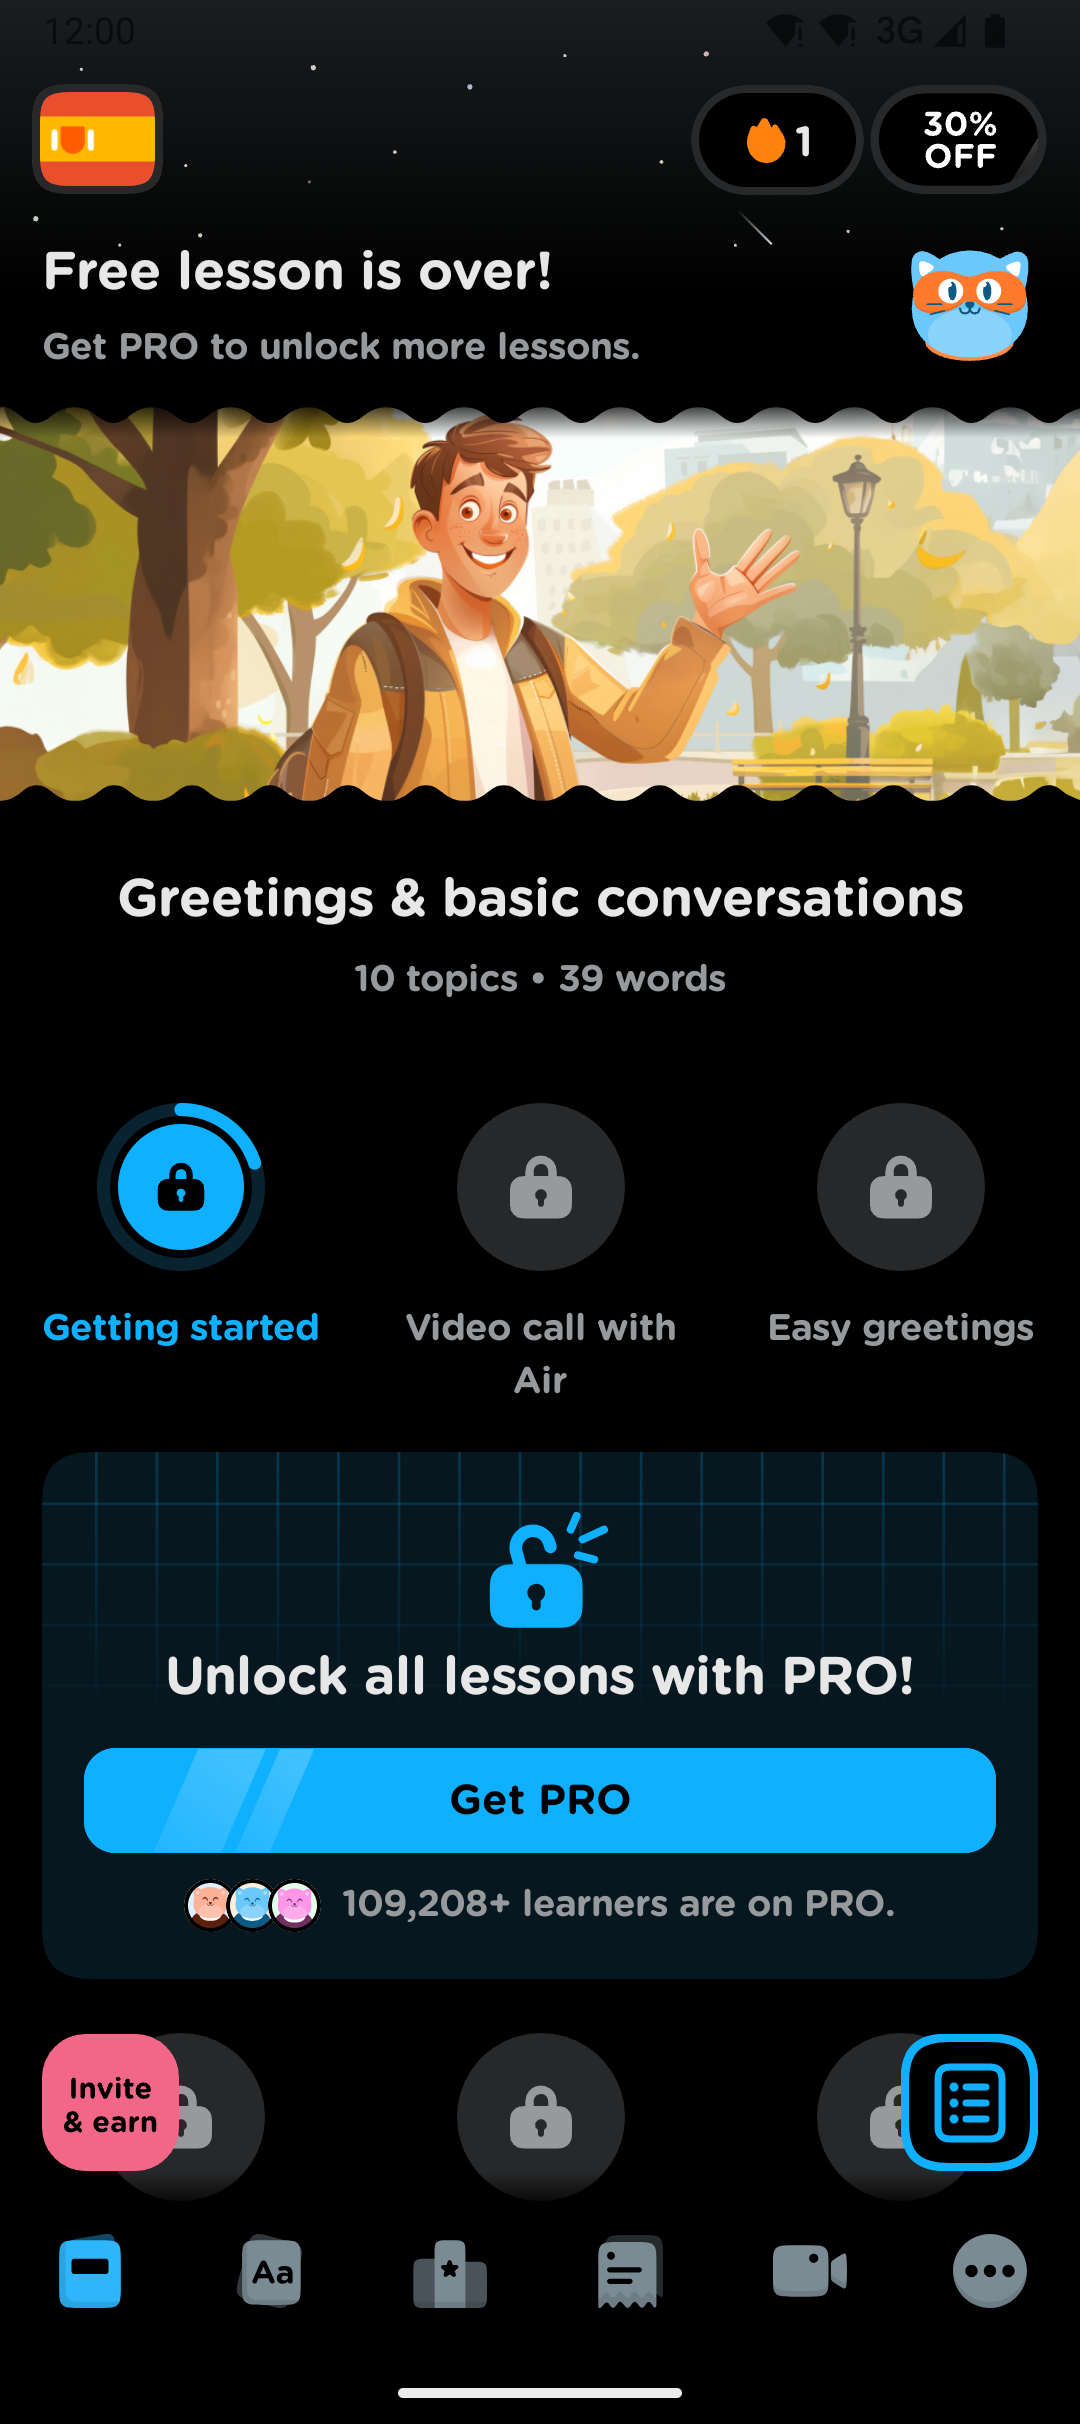 12:00
3G
1
30%
OFF
Free lesson is over!
Get PRO to unlock more lessons.
Greetings & basic conversations
10 topics • 39 words
Getting started
Video call with
Air
Easy greetings
Unlock all lessons with PRO!
Get PRO
109,208+ learners are on PRO.
Invite
& earn
Aa